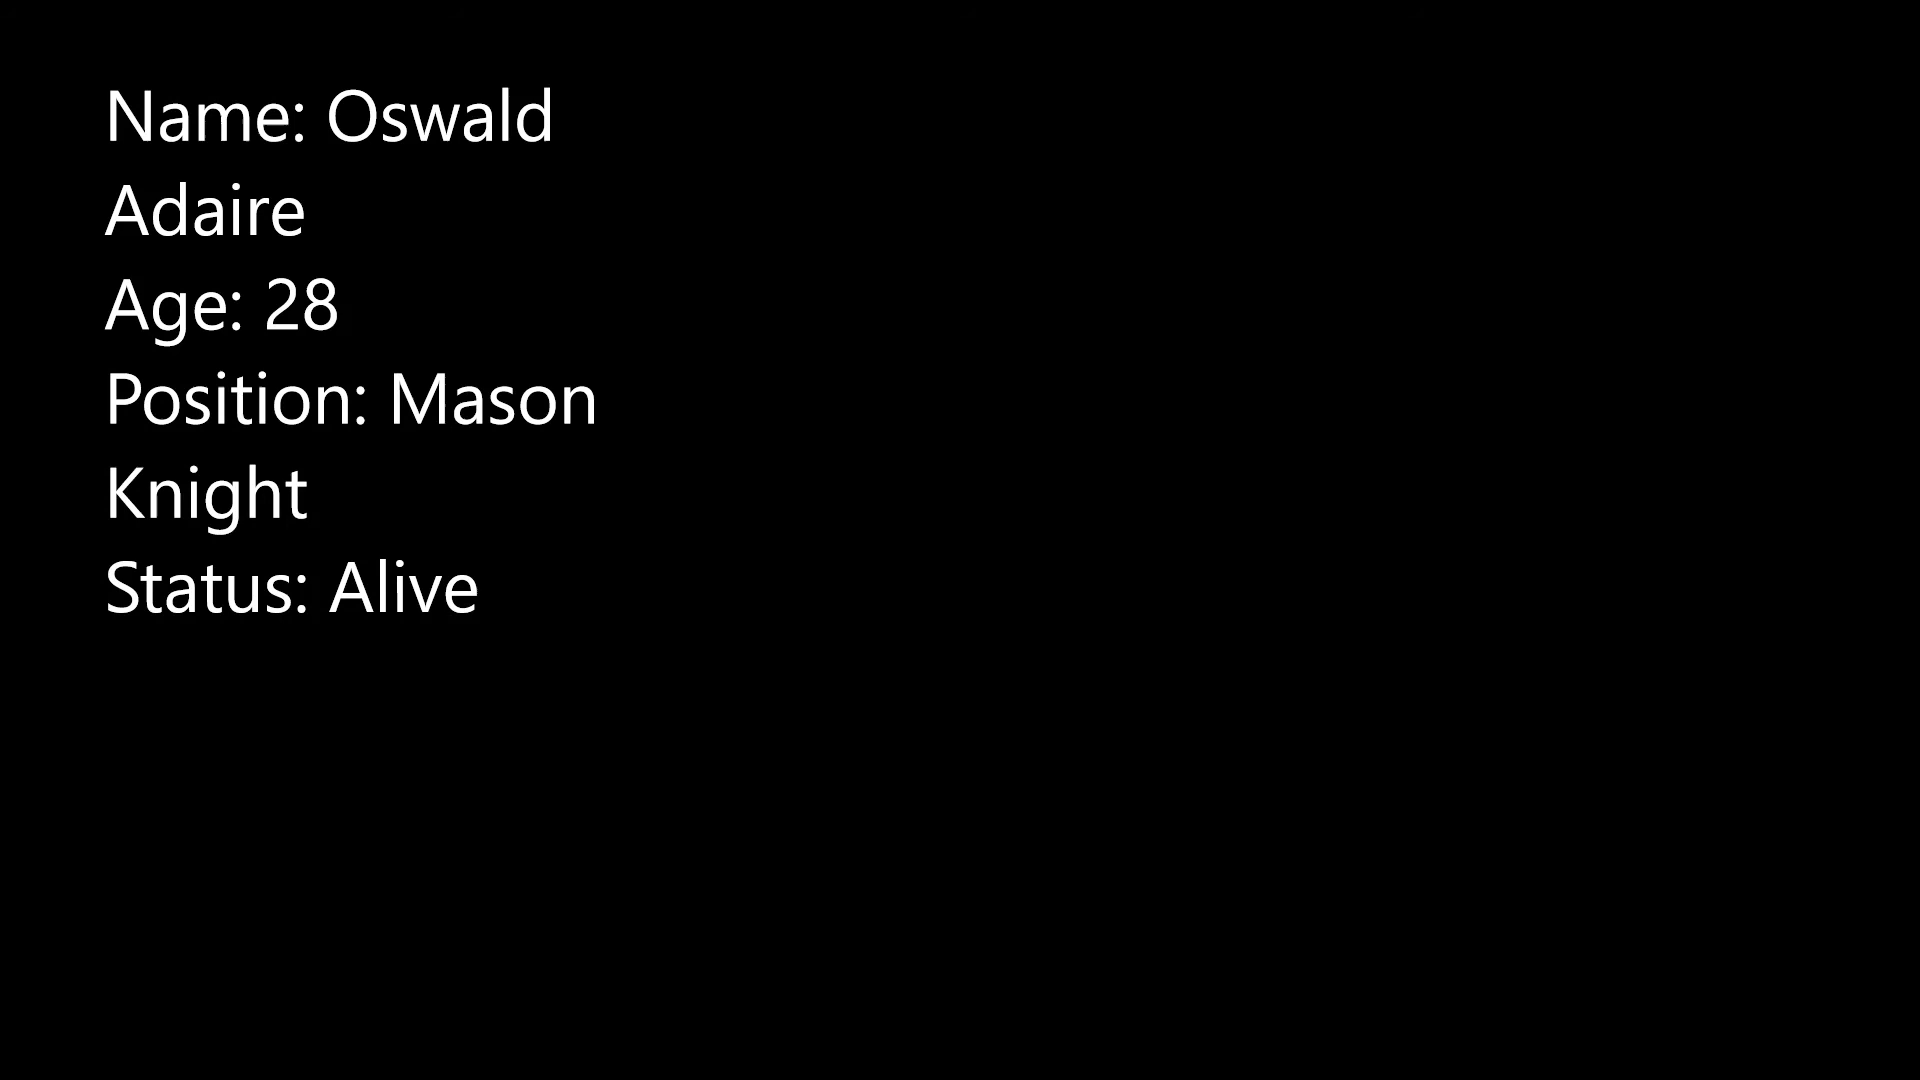 Name: Oswald
Adaire
Age: 28
Position: Mason
Knight
Status: Alive